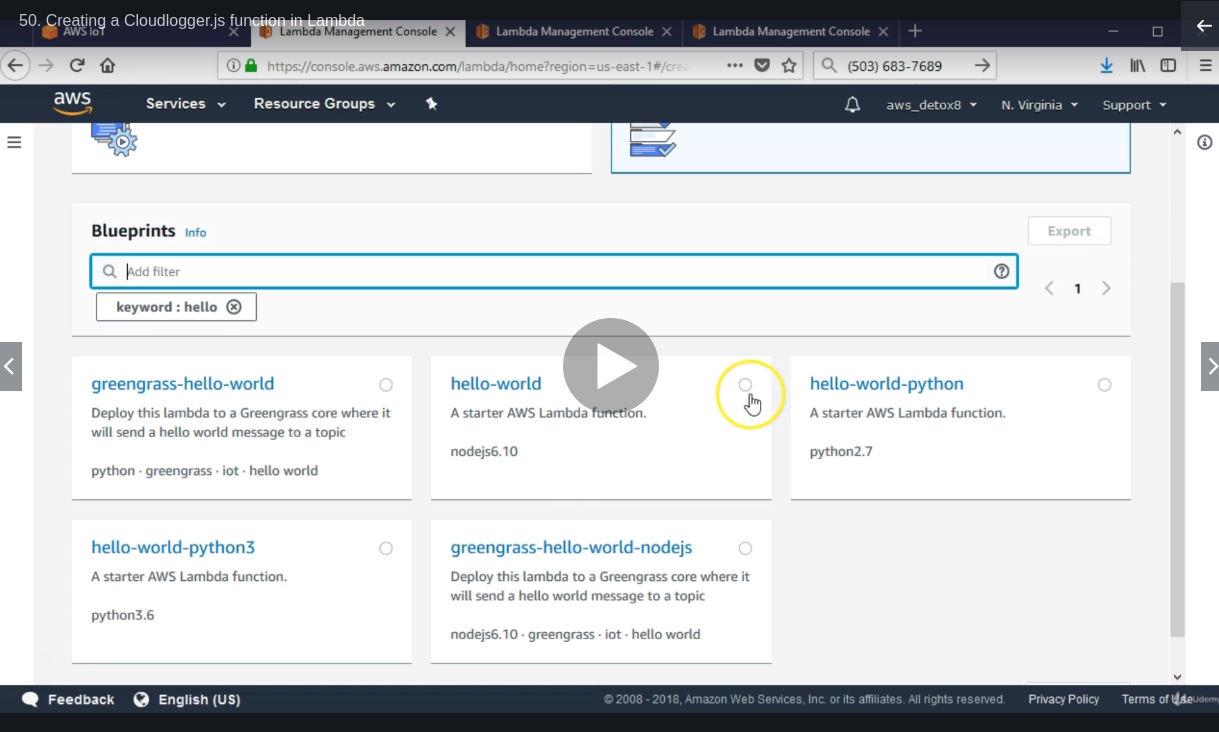 50. Creating a Cloudlogger.js function in Lambda
AWS IoT
Lambda Management Console
Lambda Management Console
Lambda Management Console
https://console.aws.amazon.com/lambda/home?region=us-east-1#/crea
(503) 683-7689
aws
Services
Resource Groups
aws_detox8
N. Virginia
Support
Blueprints Info
Export
Add filter
keyword : hello
1
greengrass-hello-world
Deploy this lambda to a Greengrass core where it
will send a hello world message to a topic
python · greengrass · iot · hello world
hello-world
A starter AWS Lambda function.
nodejs6.10
hello-world-python
A starter AWS Lambda function.
python2.7
hello-world-python3
A starter AWS Lambda function.
python3.6
greengrass-hello-world-nodejs
Deploy this lambda to a Greengrass core where it
will send a hello world message to a topic
nodejs6.10 · greengrass · iot · hello world
Feedback
English (US)
© 2008 - 2018, Amazon Web Services, Inc. or its affiliates. All rights reserved.
Privacy Policy
Terms of Use